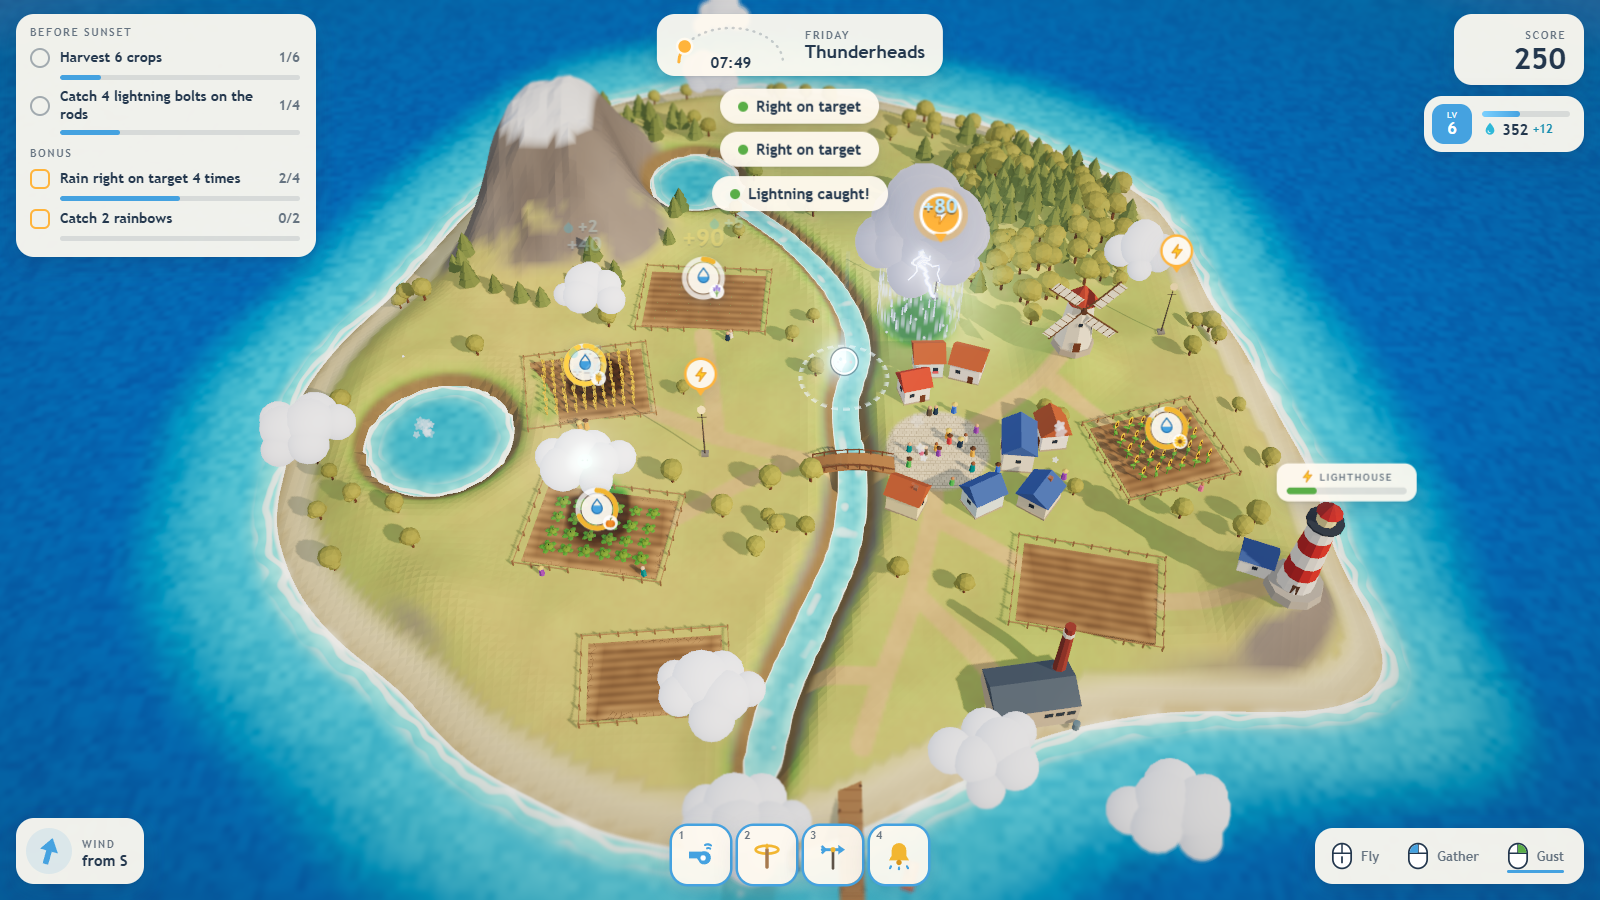 BEFORE SUNSET
Harvest 6 crops 1/6
Catch 4 lightning bolts on the
rods 1/4
BONUS
Rain right on target 4 times 2/4
Catch 2 rainbows 0/2
07:49
FRIDAY
Thunderheads
Right on target
Right on target
Lightning caught!
SCORE
250
LV
6
352 +12
+80
+2
+90
LIGHTHOUSE
WIND
from S
1
2
3
4
Fly
Gather
Gust